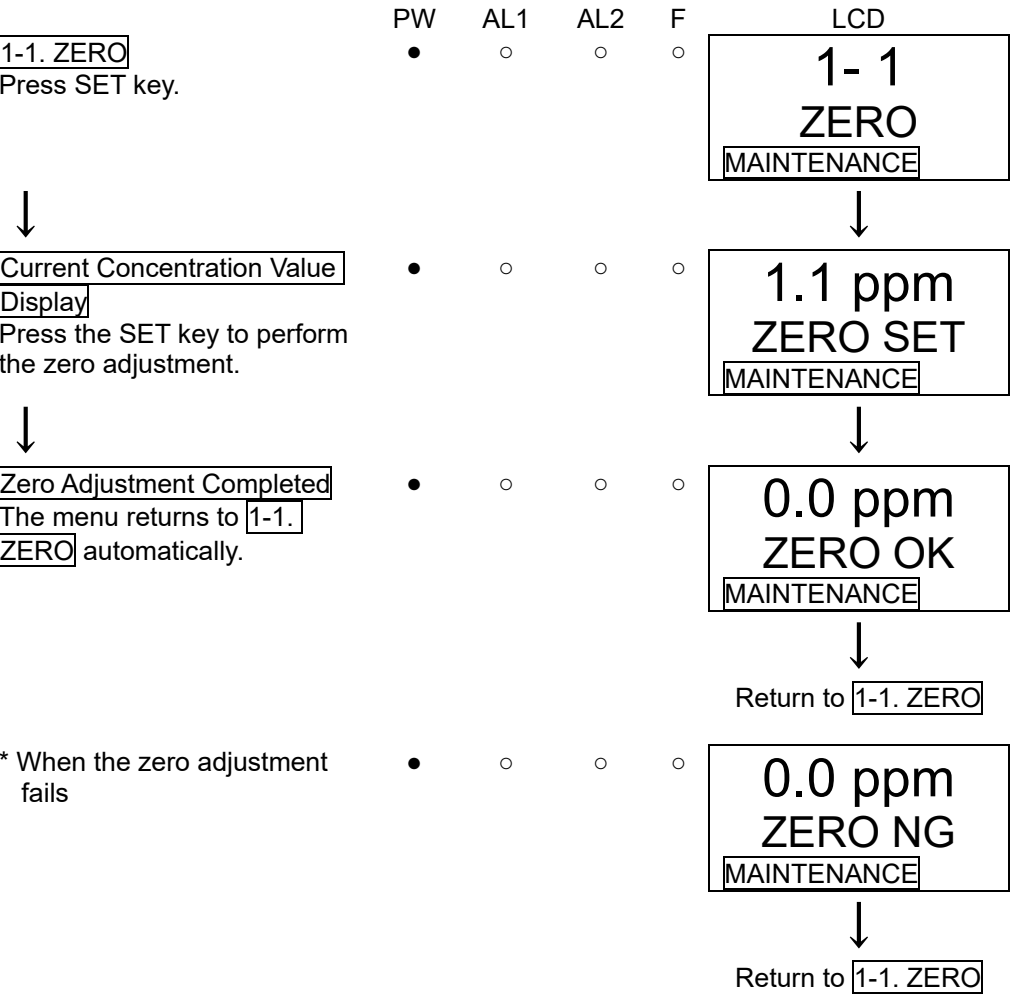 PW AL1 AL2 F LCD
1-1. ZERO ● ○ ○ ○
Press SET key.
1- 1
ZERO
MAINTENANCE
↓ ↓
Current Concentration Value ● ○ ○ ○
Display
Press the SET key to perform
the zero adjustment.
1.1 ppm
ZERO SET
MAINTENANCE
↓ ↓
Zero Adjustment Completed ● ○ ○ ○
The menu returns to 1-1.
ZERO automatically.
0.0 ppm
ZERO OK
MAINTENANCE
↓
Return to 1-1. ZERO
* When the zero adjustment ● ○ ○ ○
fails
0.0 ppm
ZERO NG
MAINTENANCE
↓
Return to 1-1. ZERO